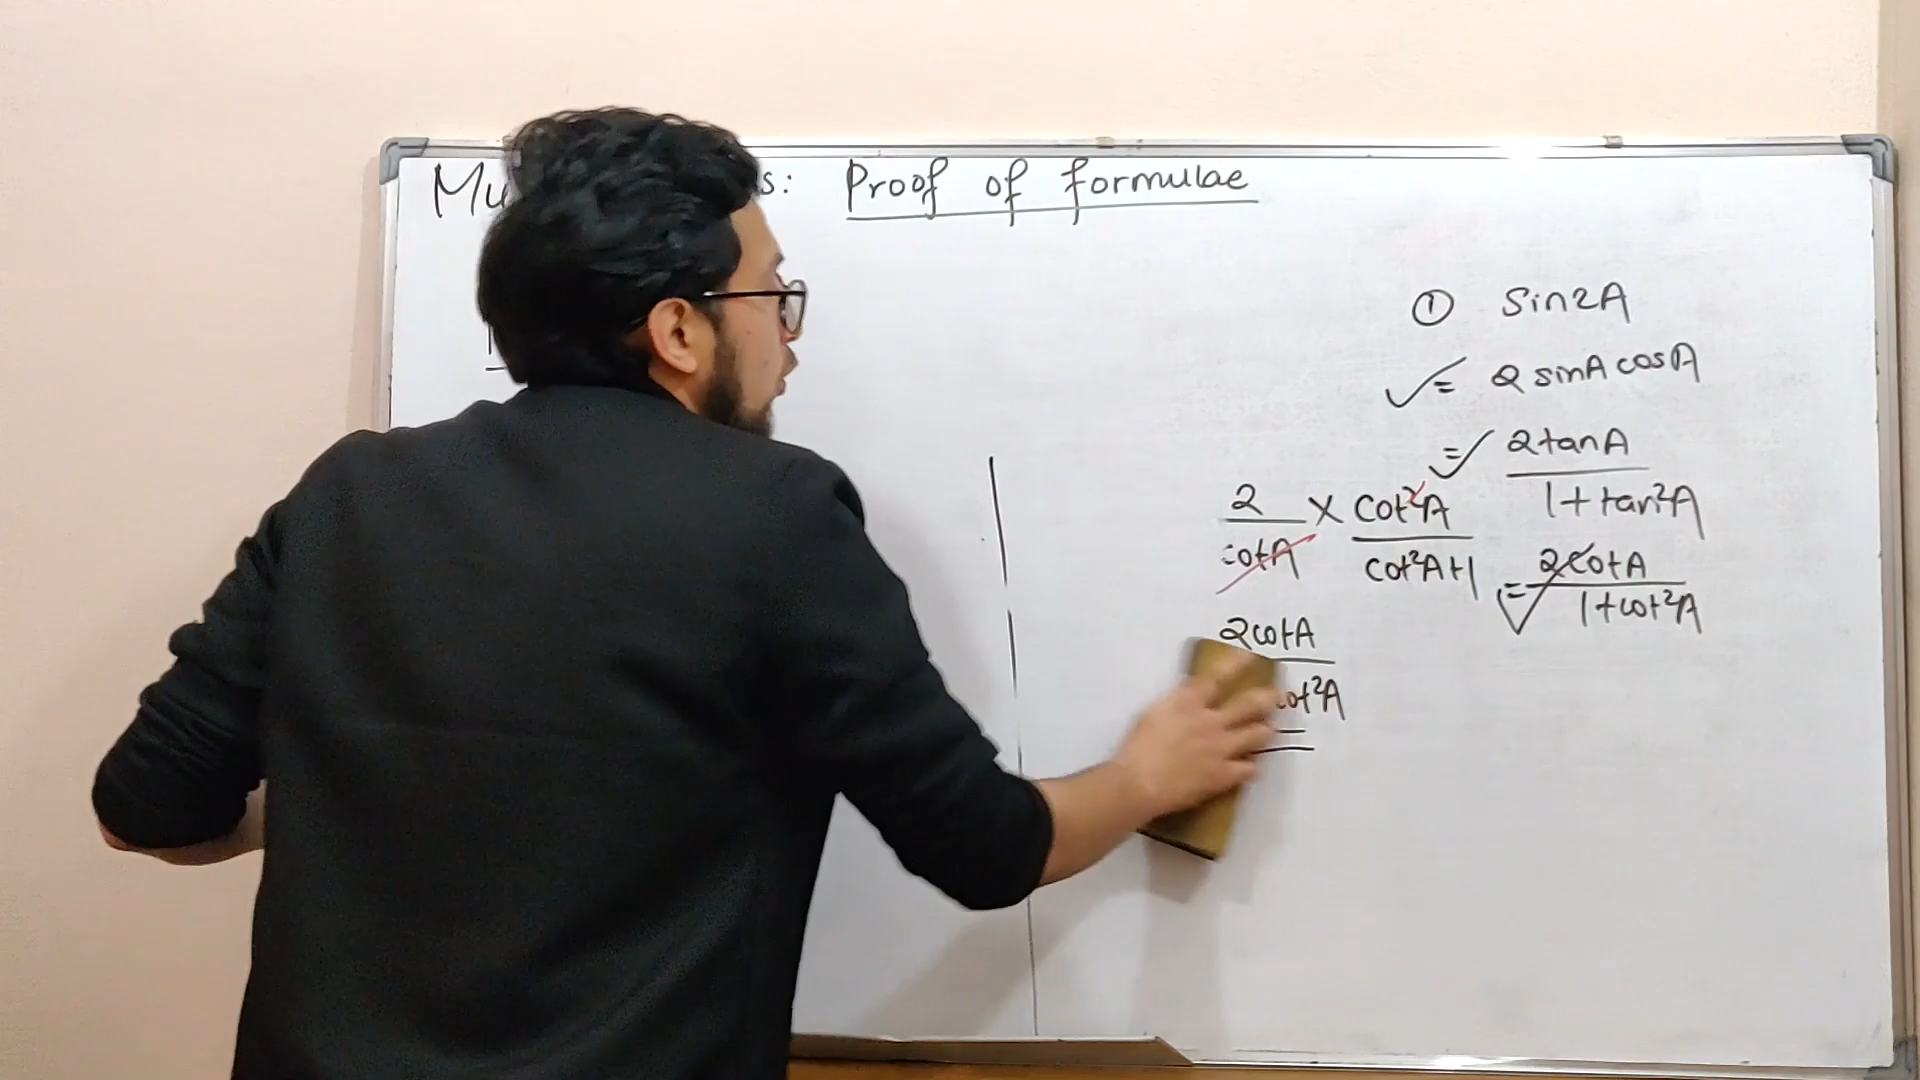 Proof of formulae
① Sin2A
= 2 sinA cosA
= 2tanA / 1 + tan²A
2 / cotA × Cot²A / cot²A+1
= 2cotA / 1+cot²A
2cotA / cot²A